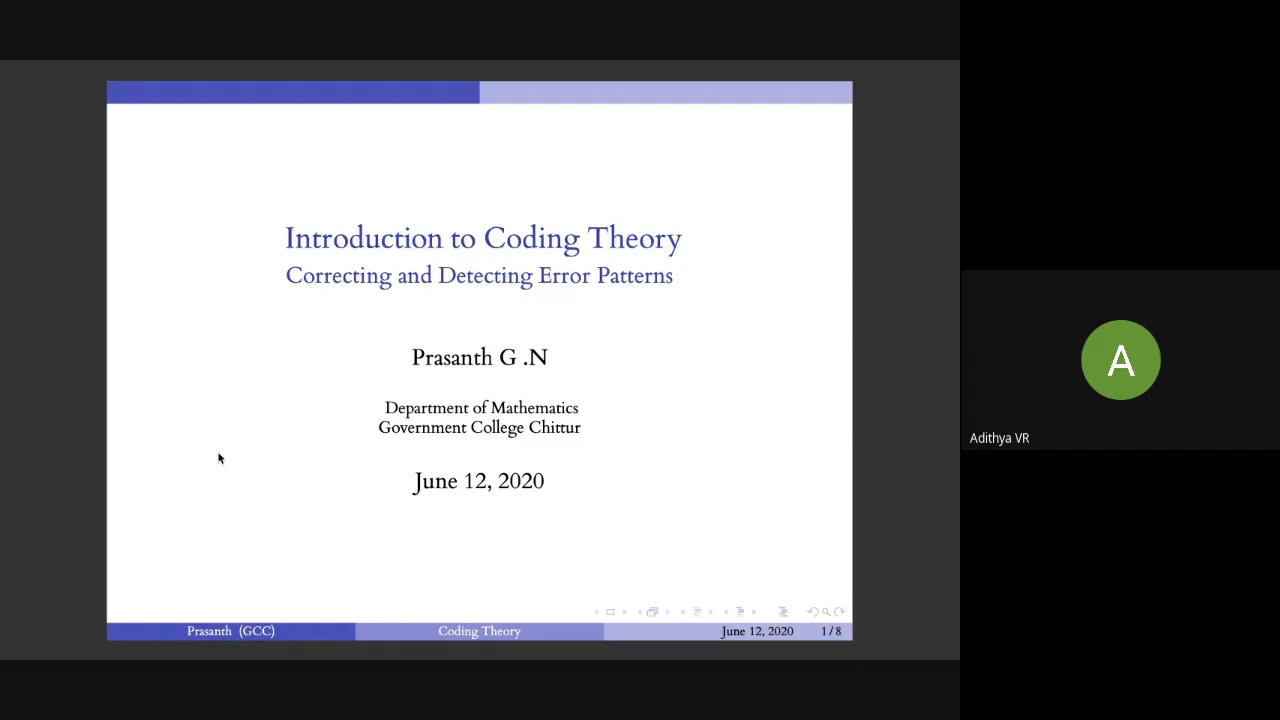 Introduction to Coding Theory
Correcting and Detecting Error Patterns
Prasanth G .N
Department of Mathematics
Government College Chittur
June 12, 2020
Prasanth (GCC) Coding Theory June 12, 2020 1 / 8
A
Adithya VR